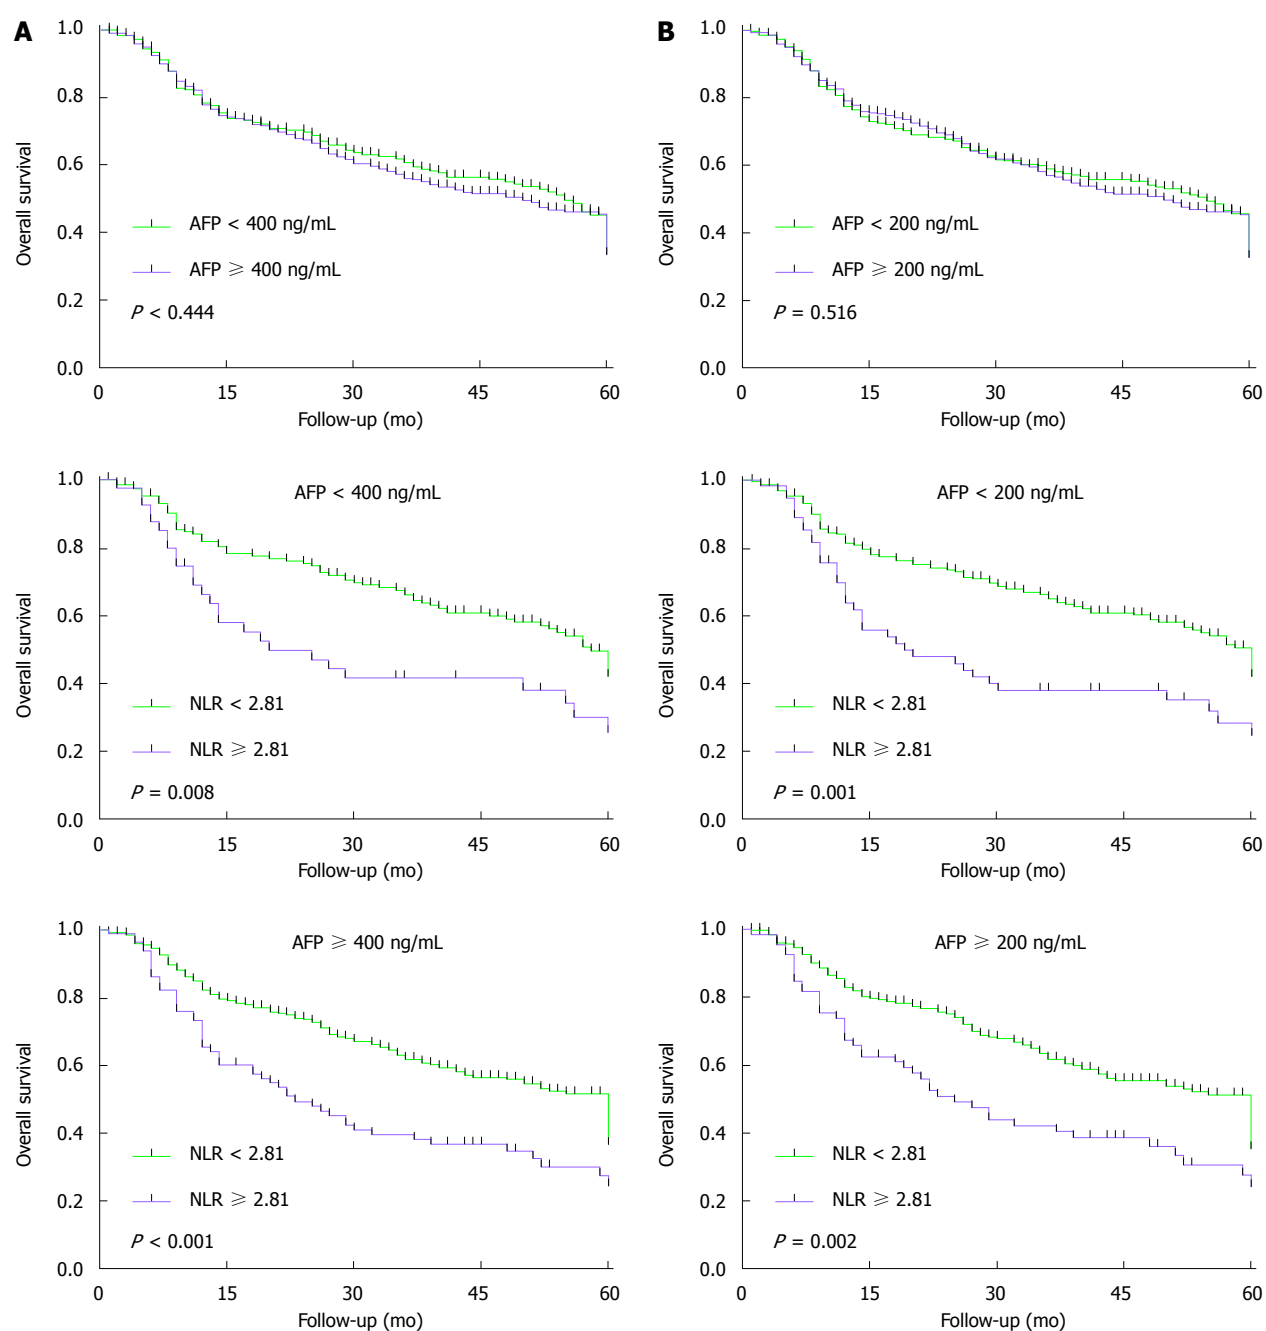 A
1.0
0.8
0.6
0.4
0.2
0.0
Overall survival
AFP < 400 ng/mL
AFP ⩾ 400 ng/mL
P < 0.444
0 15 30 45 60
Follow-up (mo)
B
1.0
0.8
0.6
0.4
0.2
0.0
Overall survival
AFP < 200 ng/mL
AFP ⩾ 200 ng/mL
P = 0.516
0 15 30 45 60
Follow-up (mo)
AFP < 400 ng/mL
1.0
0.8
0.6
0.4
0.2
0.0
Overall survival
NLR < 2.81
NLR ⩾ 2.81
P = 0.008
0 15 30 45 60
Follow-up (mo)
AFP < 200 ng/mL
1.0
0.8
0.6
0.4
0.2
0.0
Overall survival
NLR < 2.81
NLR ⩾ 2.81
P = 0.001
0 15 30 45 60
Follow-up (mo)
AFP ⩾ 400 ng/mL
1.0
0.8
0.6
0.4
0.2
0.0
Overall survival
NLR < 2.81
NLR ⩾ 2.81
P < 0.001
0 15 30 45 60
Follow-up (mo)
AFP ⩾ 200 ng/mL
1.0
0.8
0.6
0.4
0.2
0.0
Overall survival
NLR < 2.81
NLR ⩾ 2.81
P = 0.002
0 15 30 45 60
Follow-up (mo)